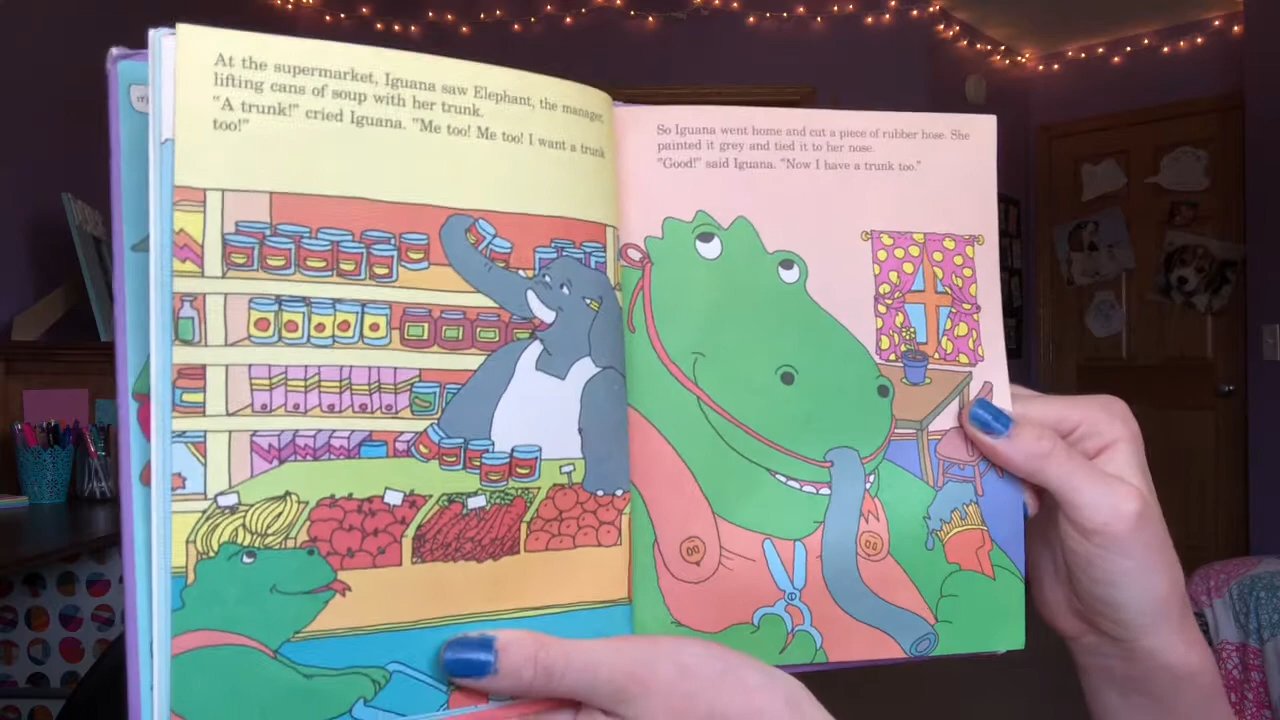 At the supermarket, Iguana saw Elephant, the manager,
lifting cans of soup with her trunk.
"A trunk!" cried Iguana. "Me too! Me too! I want a trunk
too!"
So Iguana went home and cut a piece of rubber hose. She
painted it grey and tied it to her nose.
"Good!" said Iguana. "Now I have a trunk too."